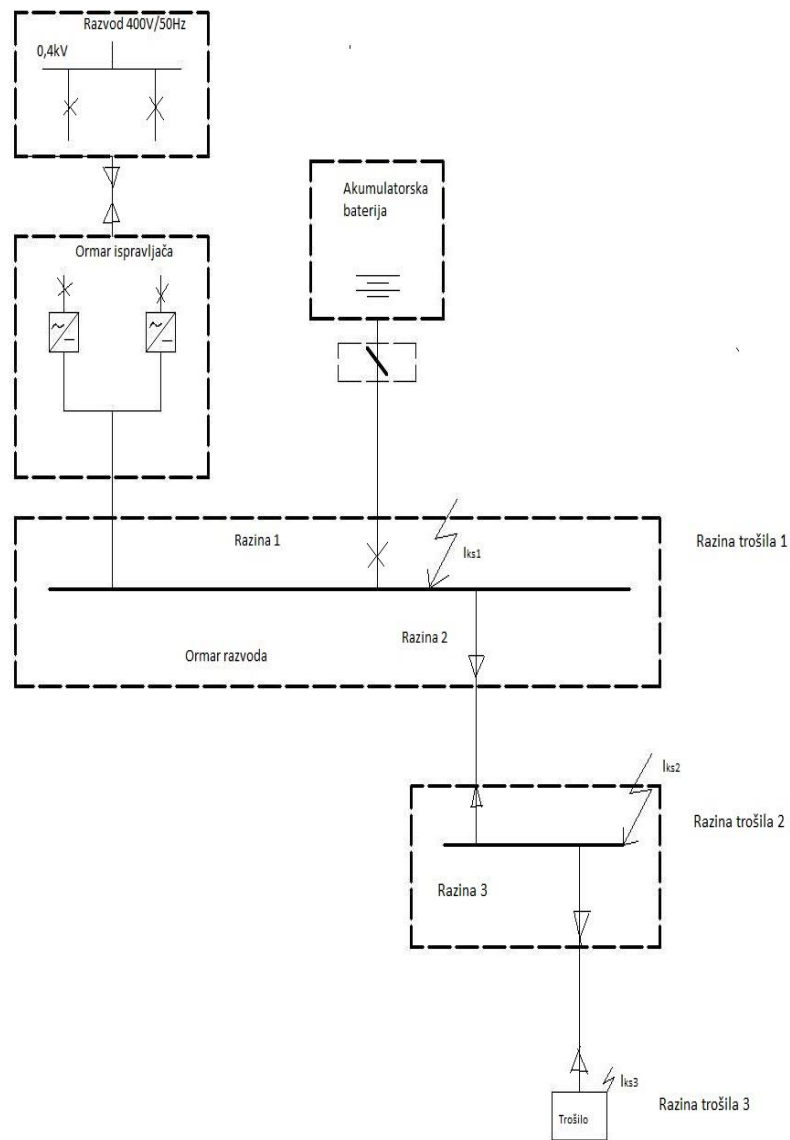 Razvod 400V/50Hz
0,4kV
Akumulatorska
baterija
Ormar ispravljača
Razina 1
Iks1
Razina trošila 1
Razina 2
Ormar razvoda
Iks2
Razina trošila 2
Razina 3
Iks3
Trošilo
Razina trošila 3